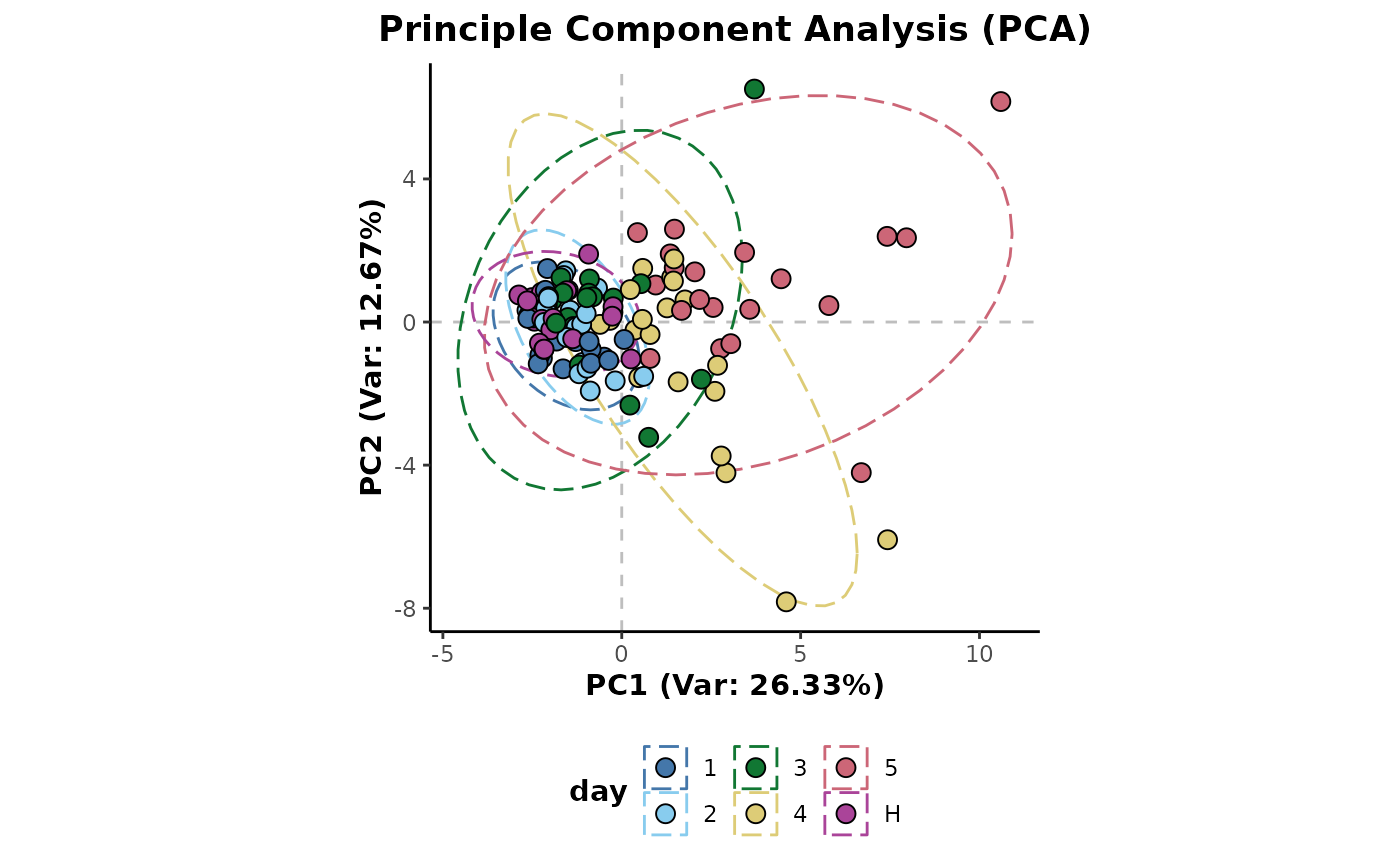 Principle Component Analysis (PCA)
4
0
-4
-8
PC2 (Var: 12.67%)
-5 0 5 10
PC1 (Var: 26.33%)
day
1 3 5
2 4 H